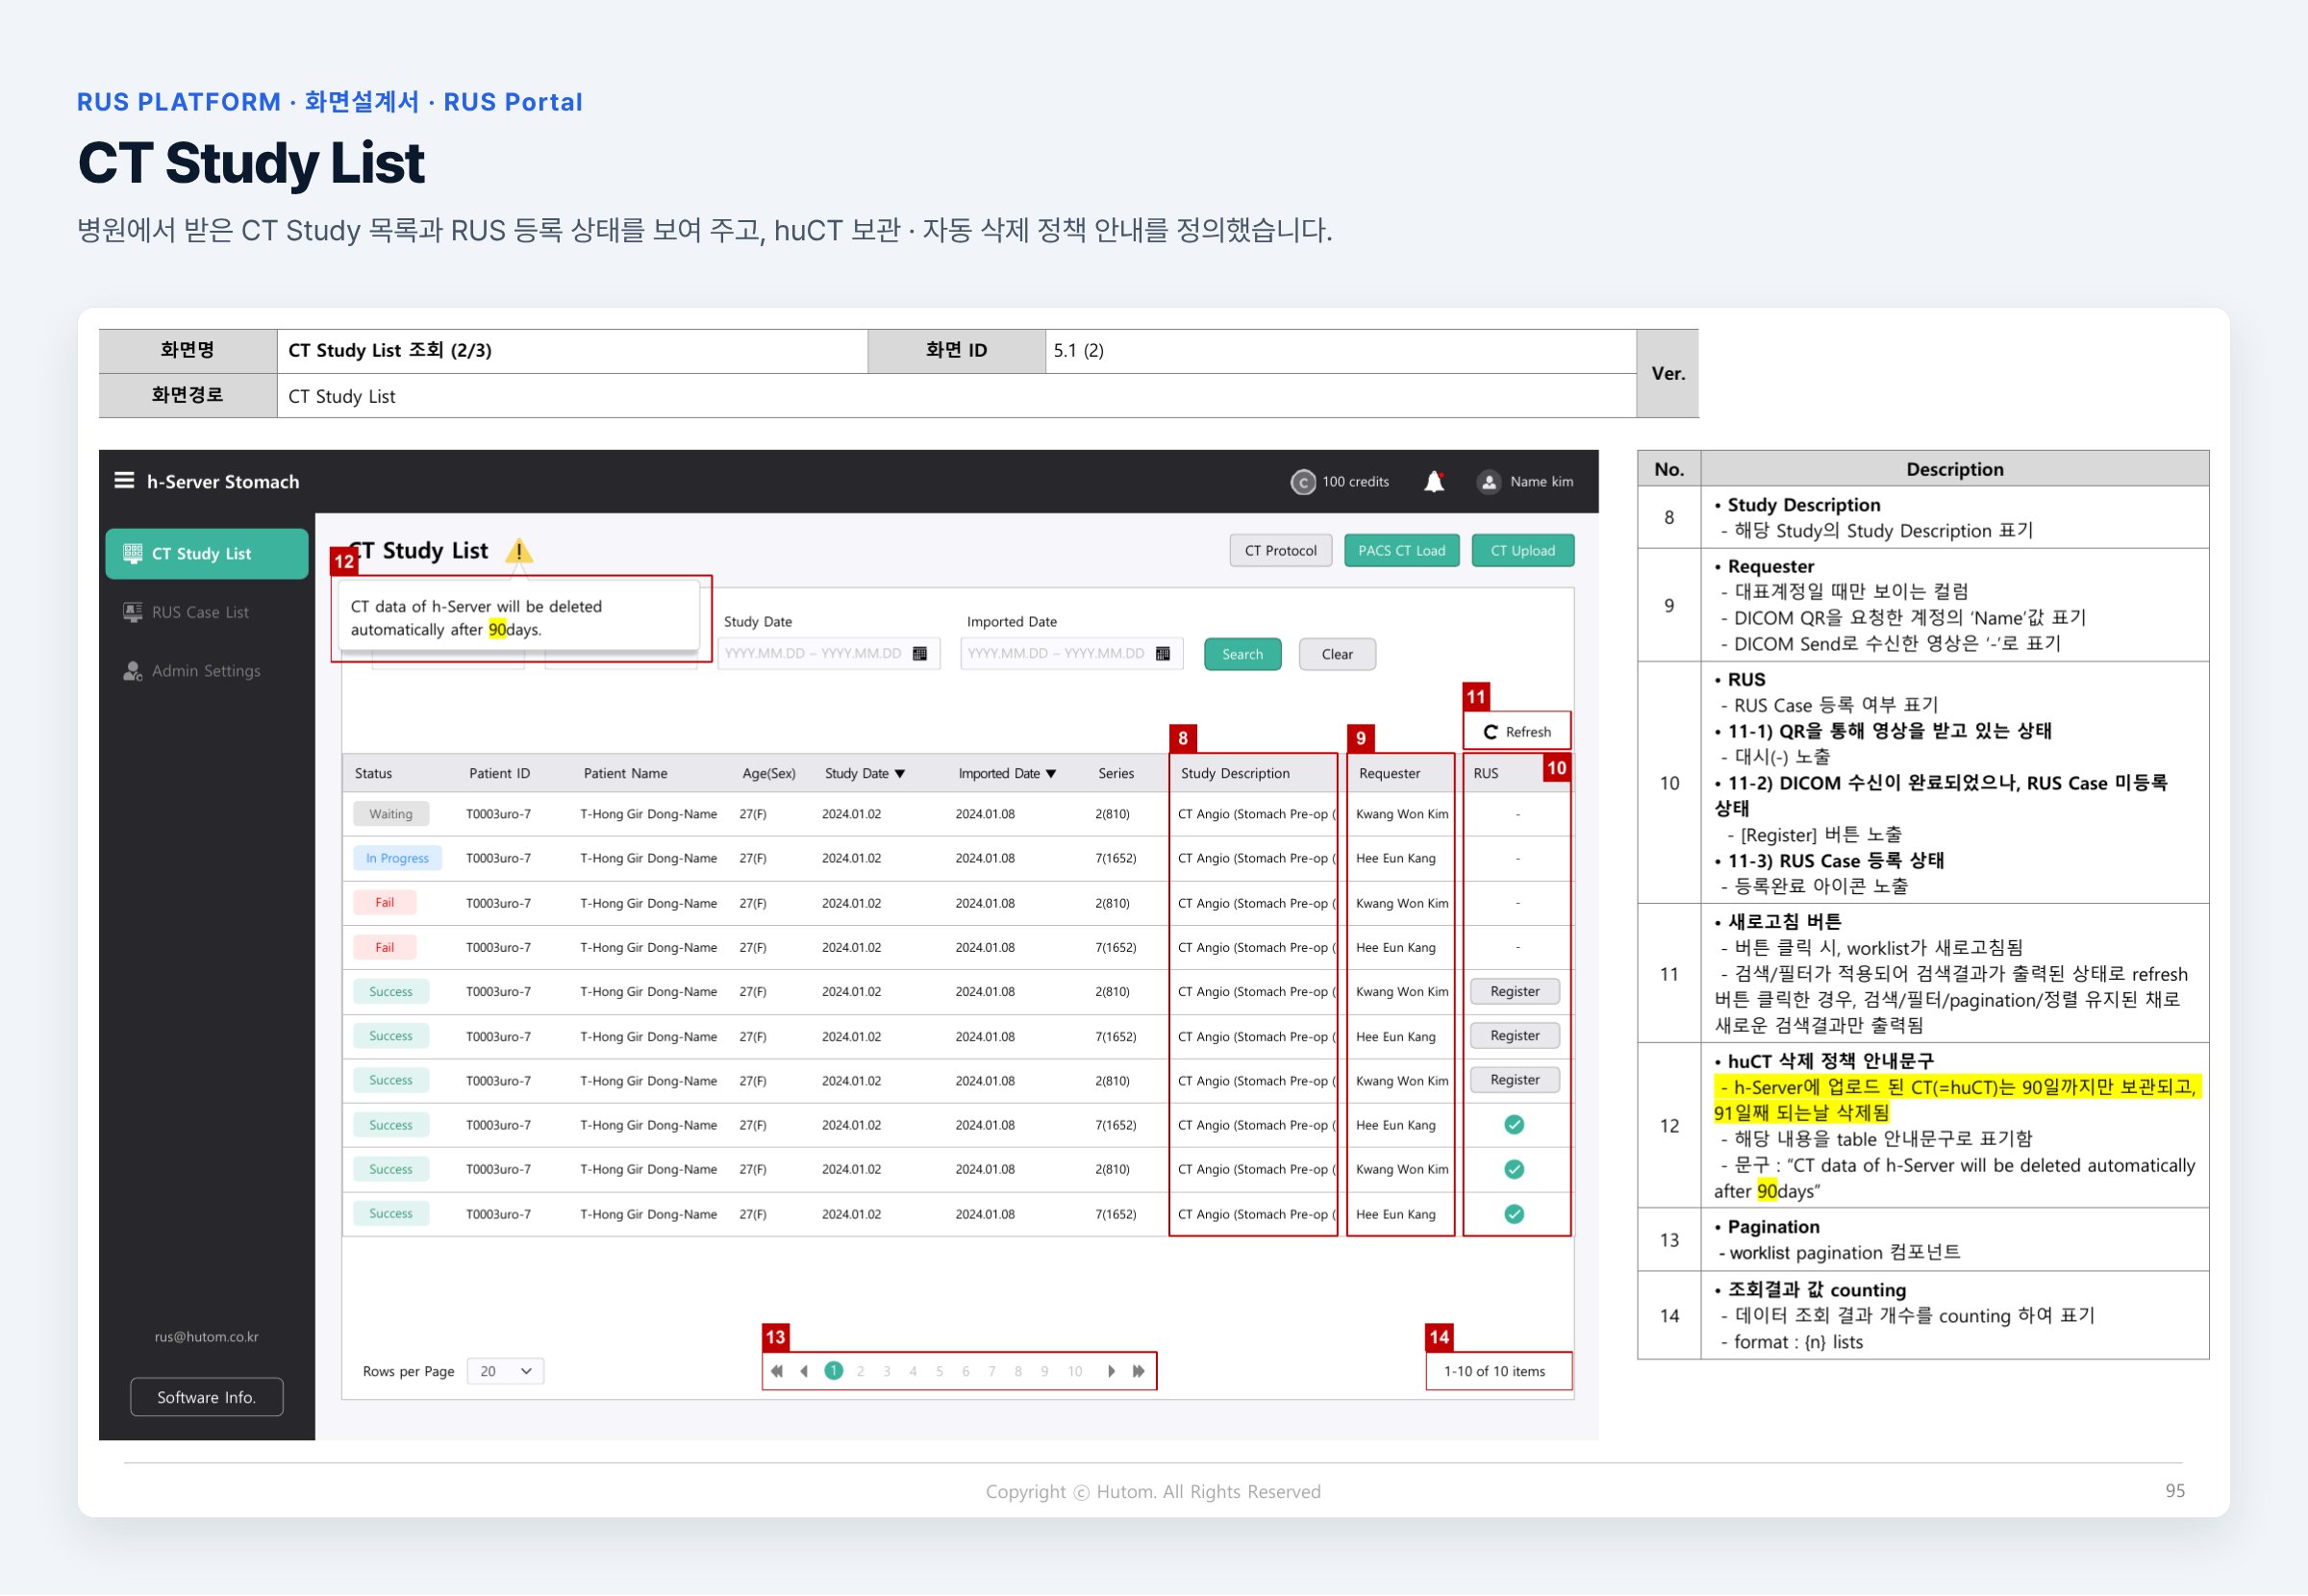 RUS PLATFORM · 화면설계서 · RUS Portal
CT Study List
병원에서 받은 CT Study 목록과 RUS 등록 상태를 보여 주고, huCT 보관 · 자동 삭제 정책 안내를 정의했습니다.
화면명 CT Study List 조회 (2/3) 화면 ID 5.1 (2) Ver.
화면경로 CT Study List
h-Server Stomach
C 100 credits Name kim
CT Study List
RUS Case List
Admin Settings
rus@hutom.co.kr
Software Info.
CT Study List
CT Protocol PACS CT Load CT Upload
12
CT data of h-Server will be deleted
automatically after 90days.
Study Date Imported Date
YYYY.MM.DD ~ YYYY.MM.DD YYYY.MM.DD ~ YYYY.MM.DD Search Clear
11
Refresh
8 9 10
Status Patient ID Patient Name Age(Sex) Study Date ▼ Imported Date ▼ Series Study Description Requester RUS
Waiting T0003uro-7 T-Hong Gir Dong-Name 27(F) 2024.01.02 2024.01.08 2(810) CT Angio (Stomach Pre-op ( Kwang Won Kim -
In Progress T0003uro-7 T-Hong Gir Dong-Name 27(F) 2024.01.02 2024.01.08 7(1652) CT Angio (Stomach Pre-op ( Hee Eun Kang -
Fail T0003uro-7 T-Hong Gir Dong-Name 27(F) 2024.01.02 2024.01.08 2(810) CT Angio (Stomach Pre-op ( Kwang Won Kim -
Fail T0003uro-7 T-Hong Gir Dong-Name 27(F) 2024.01.02 2024.01.08 7(1652) CT Angio (Stomach Pre-op ( Hee Eun Kang -
Success T0003uro-7 T-Hong Gir Dong-Name 27(F) 2024.01.02 2024.01.08 2(810) CT Angio (Stomach Pre-op ( Kwang Won Kim Register
Success T0003uro-7 T-Hong Gir Dong-Name 27(F) 2024.01.02 2024.01.08 7(1652) CT Angio (Stomach Pre-op ( Hee Eun Kang Register
Success T0003uro-7 T-Hong Gir Dong-Name 27(F) 2024.01.02 2024.01.08 2(810) CT Angio (Stomach Pre-op ( Kwang Won Kim Register
Success T0003uro-7 T-Hong Gir Dong-Name 27(F) 2024.01.02 2024.01.08 7(1652) CT Angio (Stomach Pre-op ( Hee Eun Kang
Success T0003uro-7 T-Hong Gir Dong-Name 27(F) 2024.01.02 2024.01.08 2(810) CT Angio (Stomach Pre-op ( Kwang Won Kim
Success T0003uro-7 T-Hong Gir Dong-Name 27(F) 2024.01.02 2024.01.08 7(1652) CT Angio (Stomach Pre-op ( Hee Eun Kang
13 14
Rows per Page 20 1 2 3 4 5 6 7 8 9 10 1-10 of 10 items
No. Description
8
• Study Description
- 해당 Study의 Study Description 표기
9
• Requester
- 대표계정일 때만 보이는 컬럼
- DICOM QR을 요청한 계정의 ‘Name’값 표기
- DICOM Send로 수신한 영상은 ‘-’로 표기
10
• RUS
- RUS Case 등록 여부 표기
• 11-1) QR을 통해 영상을 받고 있는 상태
- 대시(-) 노출
• 11-2) DICOM 수신이 완료되었으나, RUS Case 미등록
상태
- [Register] 버튼 노출
• 11-3) RUS Case 등록 상태
- 등록완료 아이콘 노출
11
• 새로고침 버튼
- 버튼 클릭 시, worklist가 새로고침됨
- 검색/필터가 적용되어 검색결과가 출력된 상태로 refresh
버튼 클릭한 경우, 검색/필터/pagination/정렬 유지된 채로
새로운 검색결과만 출력됨
12
• huCT 삭제 정책 안내문구
- h-Server에 업로드 된 CT(=huCT)는 90일까지만 보관되고,
91일째 되는날 삭제됨
- 해당 내용을 table 안내문구로 표기함
- 문구 : “CT data of h-Server will be deleted automatically
after 90days”
13
• Pagination
- worklist pagination 컴포넌트
14
• 조회결과 값 counting
- 데이터 조회 결과 개수를 counting 하여 표기
- format : {n} lists
Copyright ⓒ Hutom. All Rights Reserved
95